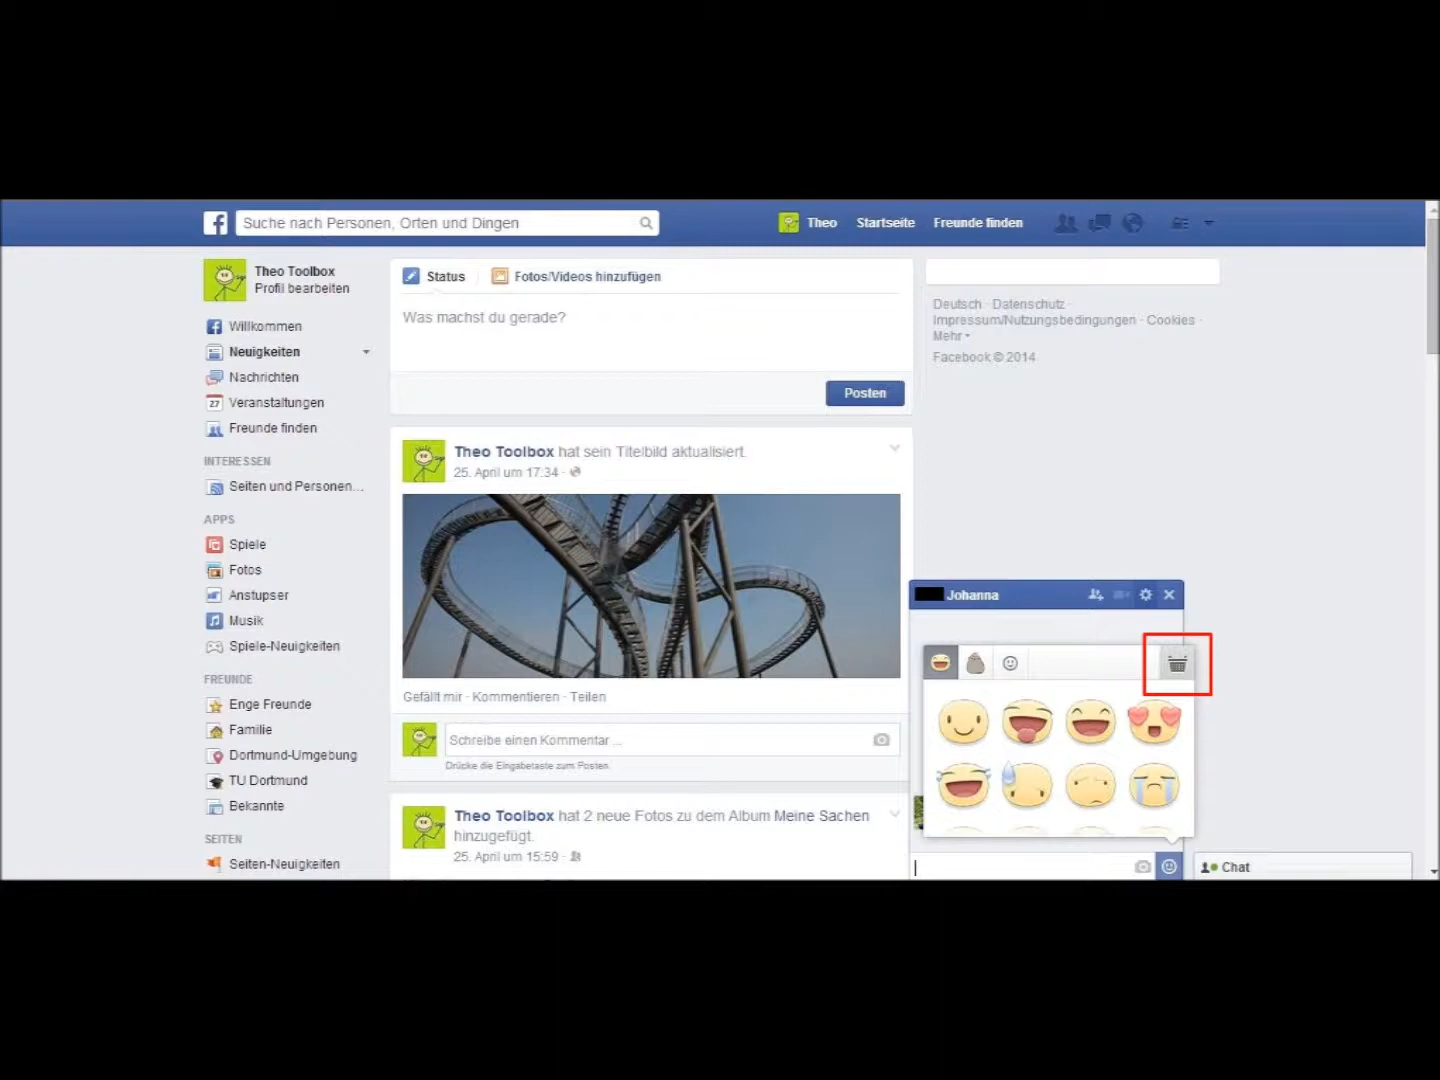 Suche nach Personen, Orten und Dingen
Theo Startseite Freunde finden
Theo Toolbox
Profil bearbeiten
Willkommen
Neuigkeiten
Nachrichten
27 Veranstaltungen
Freunde finden
INTERESSEN
Seiten und Personen...
APPS
Spiele
Fotos
Anstupser
Musik
Spiele-Neuigkeiten
FREUNDE
Enge Freunde
Familie
Dortmund-Umgebung
TU Dortmund
Bekannte
SEITEN
Seiten-Neuigkeiten
Status Fotos/Videos hinzufügen
Was machst du gerade?
Posten
Theo Toolbox hat sein Titelbild aktualisiert.
25. April um 17:34 ·
Gefällt mir · Kommentieren · Teilen
Schreibe einen Kommentar ...
Drücke die Eingabetaste zum Posten.
Theo Toolbox hat 2 neue Fotos zu dem Album Meine Sachen
hinzugefügt.
25. April um 15:59 ·
Deutsch · Datenschutz ·
Impressum/Nutzungsbedingungen · Cookies ·
Mehr
Facebook © 2014
Johanna
Chat